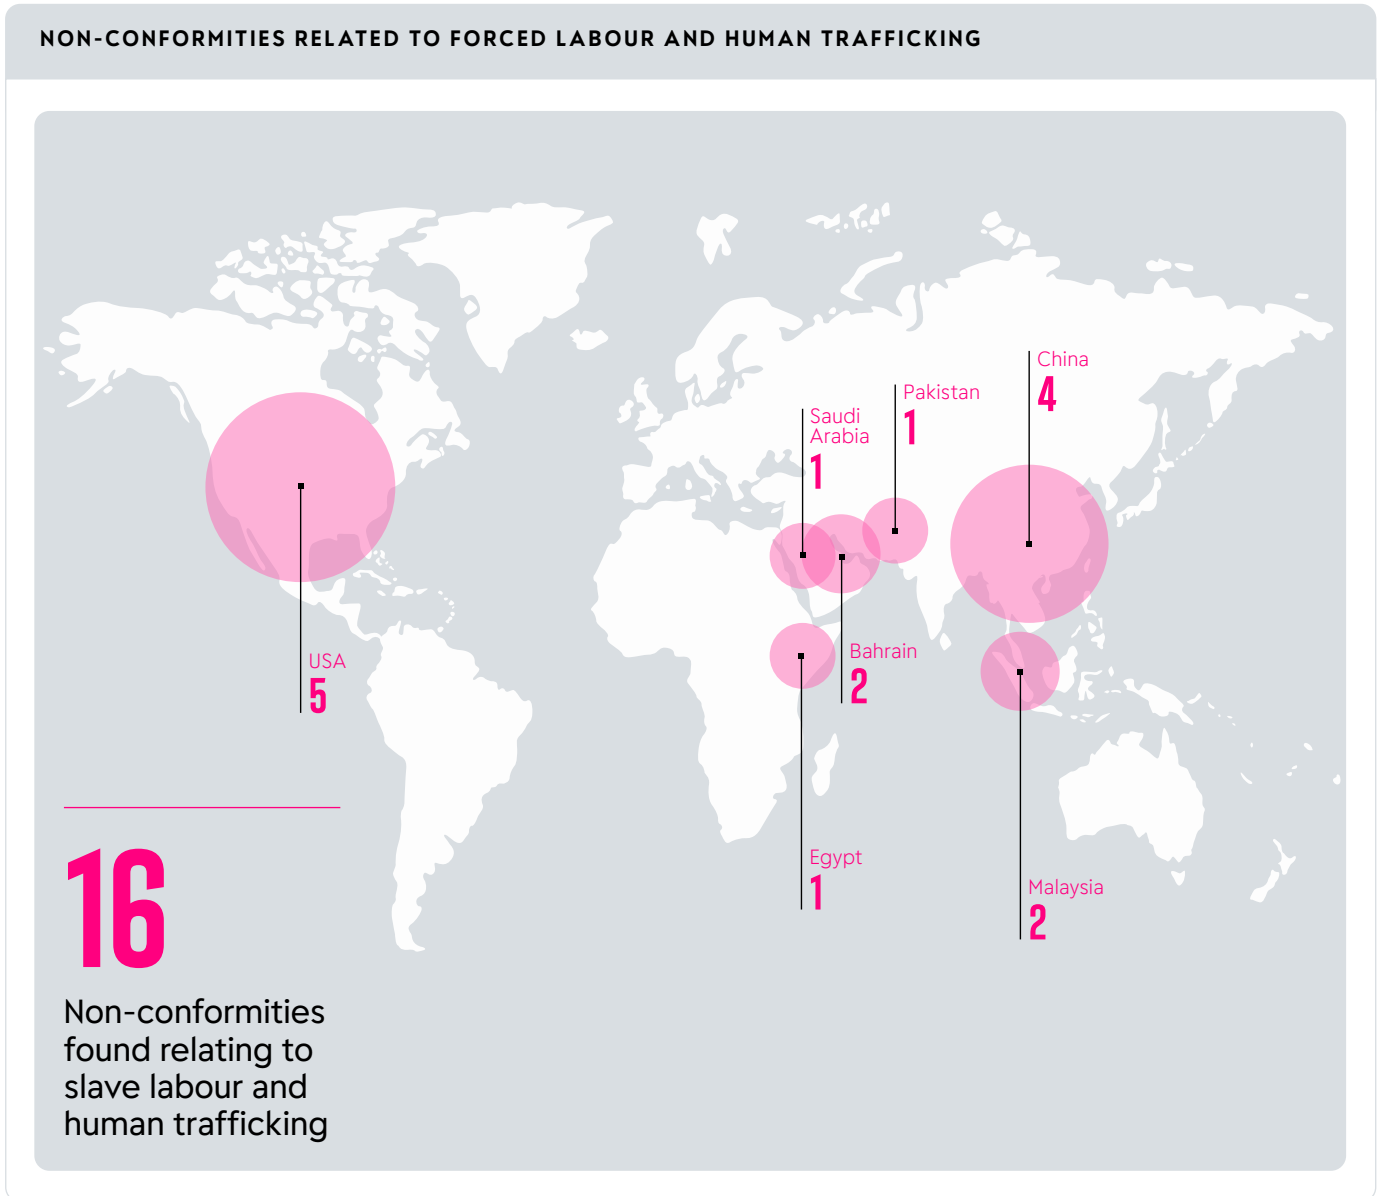 NON-CONFORMITIES RELATED TO FORCED LABOUR AND HUMAN TRAFFICKING
China
4
Pakistan
1
Saudi
Arabia
1
USA
5
Bahrain
2
Egypt
1
Malaysia
2
16
Non-conformities
found relating to
slave labour and
human trafficking